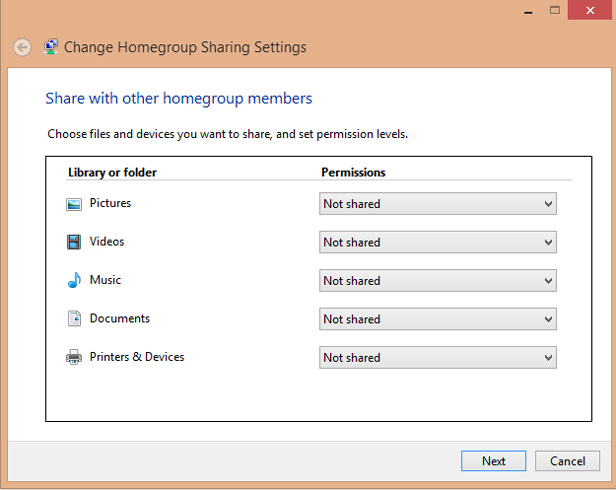 Change Homegroup Sharing Settings
Share with other homegroup members
Choose files and devices you want to share, and set permission levels.
Library or folder Permissions
Pictures Not shared
Videos Not shared
Music Not shared
Documents Not shared
Printers & Devices Not shared
Next Cancel